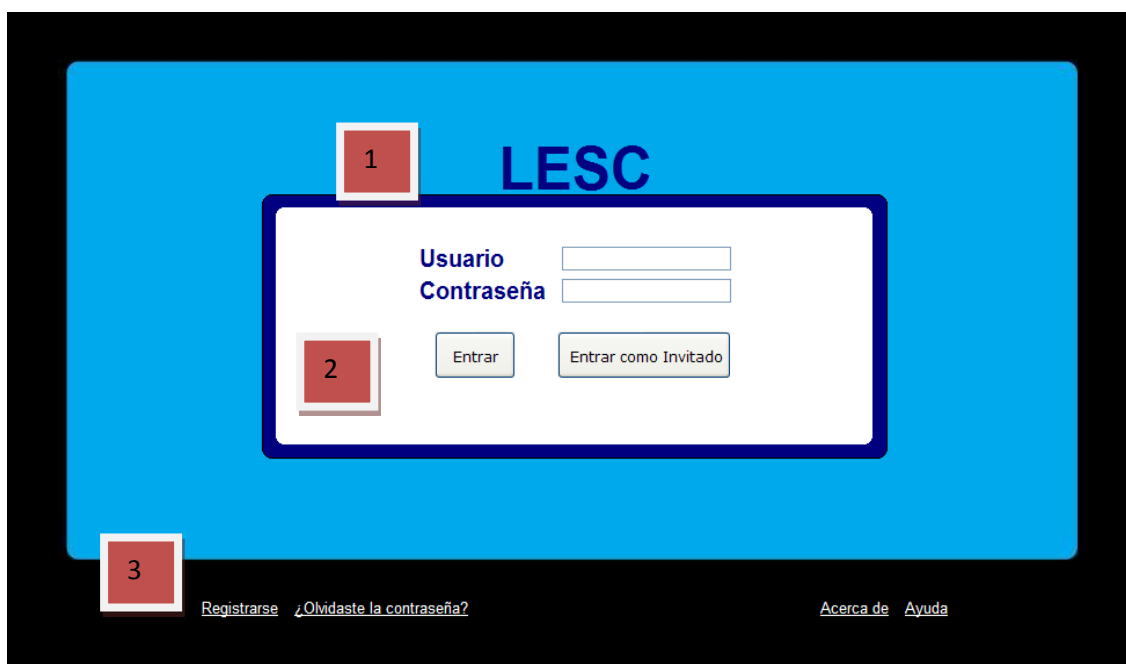 1
LESC
Usuario
Contraseña
2
Entrar Entrar como Invitado
3
Registrarse ¿Olvidaste la contraseña? Acerca de Ayuda